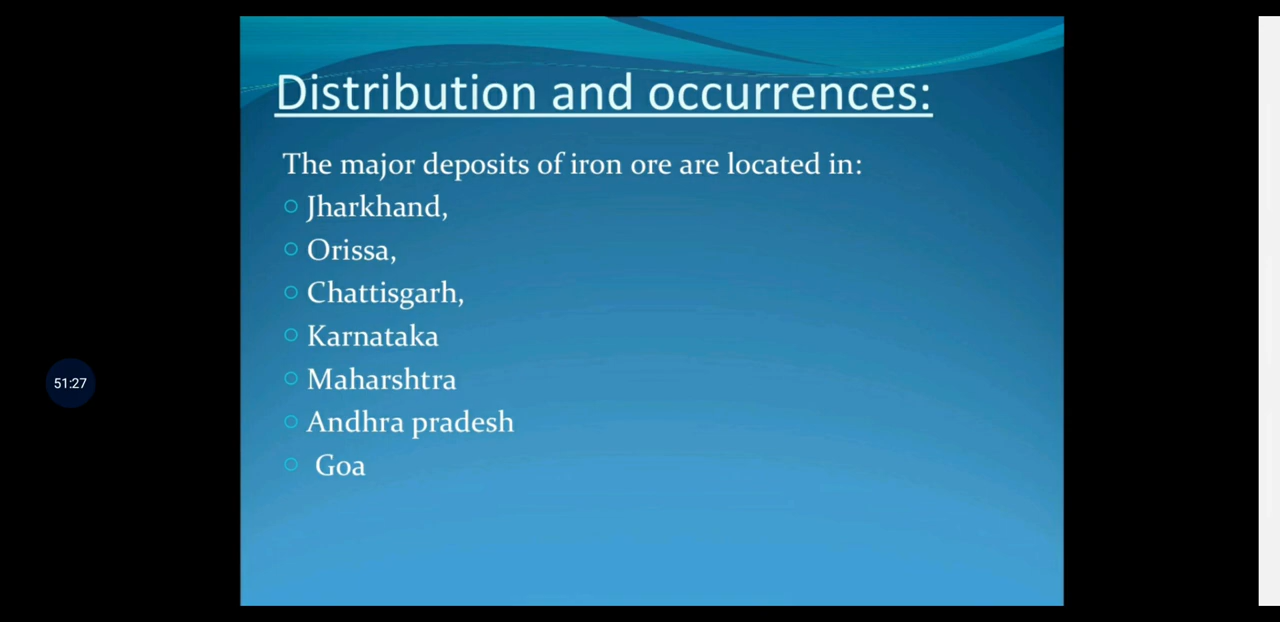 Distribution and occurrences:
The major deposits of iron ore are located in:
Jharkhand,
Orissa,
Chattisgarh,
Karnataka
Maharshtra
Andhra pradesh
Goa
51:27